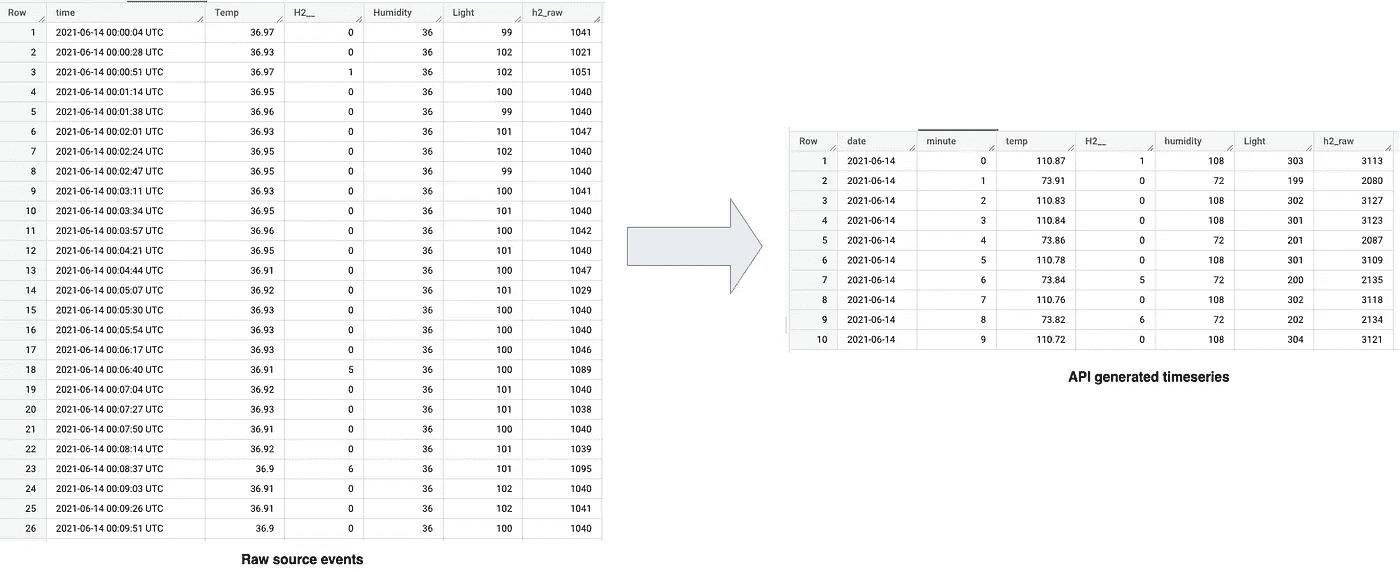 Row time Temp H2__ Humidity Light h2_raw
1 2021-06-14 00:00:04 UTC 36.97 0 36 99 1041
2 2021-06-14 00:00:28 UTC 36.93 0 36 102 1021
3 2021-06-14 00:00:51 UTC 36.97 1 36 102 1051
4 2021-06-14 00:01:14 UTC 36.95 0 36 100 1040
5 2021-06-14 00:01:38 UTC 36.96 0 36 99 1040
6 2021-06-14 00:02:01 UTC 36.93 0 36 101 1047
7 2021-06-14 00:02:24 UTC 36.95 0 36 102 1040
8 2021-06-14 00:02:47 UTC 36.95 0 36 99 1040
9 2021-06-14 00:03:11 UTC 36.93 0 36 100 1041
10 2021-06-14 00:03:34 UTC 36.95 0 36 101 1040
11 2021-06-14 00:03:57 UTC 36.96 0 36 100 1042
12 2021-06-14 00:04:21 UTC 36.95 0 36 101 1040
13 2021-06-14 00:04:44 UTC 36.91 0 36 100 1047
14 2021-06-14 00:05:07 UTC 36.92 0 36 101 1029
15 2021-06-14 00:05:30 UTC 36.93 0 36 100 1040
16 2021-06-14 00:05:54 UTC 36.93 0 36 100 1040
17 2021-06-14 00:06:17 UTC 36.93 0 36 100 1046
18 2021-06-14 00:06:40 UTC 36.91 5 36 100 1089
19 2021-06-14 00:07:04 UTC 36.92 0 36 101 1040
20 2021-06-14 00:07:27 UTC 36.93 0 36 101 1038
21 2021-06-14 00:07:50 UTC 36.91 0 36 100 1040
22 2021-06-14 00:08:14 UTC 36.92 0 36 101 1039
23 2021-06-14 00:08:37 UTC 36.9 6 36 101 1095
24 2021-06-14 00:09:03 UTC 36.91 0 36 102 1040
25 2021-06-14 00:09:26 UTC 36.91 0 36 102 1041
26 2021-06-14 00:09:51 UTC 36.9 0 36 100 1040
Raw source events
Row date minute temp H2__ humidity Light h2_raw
1 2021-06-14 0 110.87 1 108 303 3113
2 2021-06-14 1 73.91 0 72 199 2080
3 2021-06-14 2 110.83 0 108 302 3127
4 2021-06-14 3 110.84 0 108 301 3123
5 2021-06-14 4 73.86 0 72 201 2087
6 2021-06-14 5 110.78 0 108 301 3109
7 2021-06-14 6 73.84 5 72 200 2135
8 2021-06-14 7 110.76 0 108 302 3118
9 2021-06-14 8 73.82 6 72 202 2134
10 2021-06-14 9 110.72 0 108 304 3121
API generated timeseries